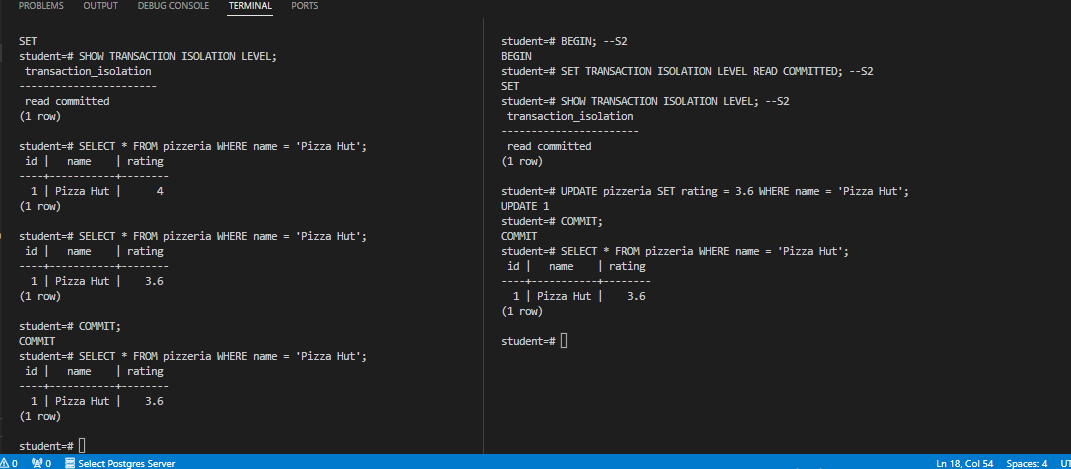 PROBLEMS OUTPUT DEBUG CONSOLE TERMINAL PORTS
SET
student=# SHOW TRANSACTION ISOLATION LEVEL;
 transaction_isolation
-----------------------
 read committed
(1 row)

student=# SELECT * FROM pizzeria WHERE name = 'Pizza Hut';
 id |   name    | rating
----+-----------+--------
  1 | Pizza Hut |      4
(1 row)

student=# SELECT * FROM pizzeria WHERE name = 'Pizza Hut';
 id |   name    | rating
----+-----------+--------
  1 | Pizza Hut |    3.6
(1 row)

student=# COMMIT;
COMMIT
student=# SELECT * FROM pizzeria WHERE name = 'Pizza Hut';
 id |   name    | rating
----+-----------+--------
  1 | Pizza Hut |    3.6
(1 row)

student=#
student=# BEGIN; --S2
BEGIN
student=# SET TRANSACTION ISOLATION LEVEL READ COMMITTED; --S2
SET
student=# SHOW TRANSACTION ISOLATION LEVEL; --S2
 transaction_isolation
-----------------------
 read committed
(1 row)

student=# UPDATE pizzeria SET rating = 3.6 WHERE name = 'Pizza Hut';
UPDATE 1
student=# COMMIT;
COMMIT
student=# SELECT * FROM pizzeria WHERE name = 'Pizza Hut';
 id |   name    | rating
----+-----------+--------
  1 | Pizza Hut |    3.6
(1 row)

student=#
0 0 Select Postgres Server Ln 18, Col 54 Spaces: 4 UT